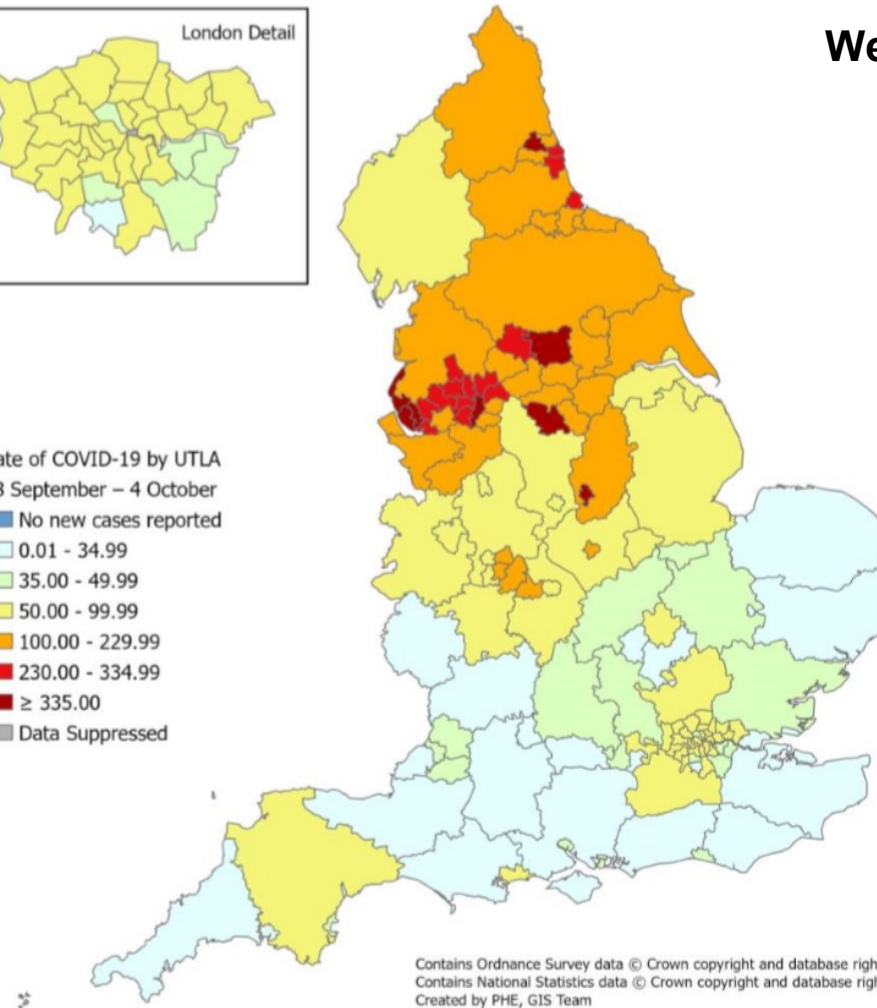 London Detail
We
ate of COVID-19 by UTLA
September – 4 October
No new cases reported
0.01 - 34.99
35.00 - 49.99
50.00 - 99.99
100.00 - 229.99
230.00 - 334.99
≥ 335.00
Data Suppressed
Contains Ordnance Survey data © Crown copyright and database righ
Contains National Statistics data © Crown copyright and database righ
Created by PHE, GIS Team